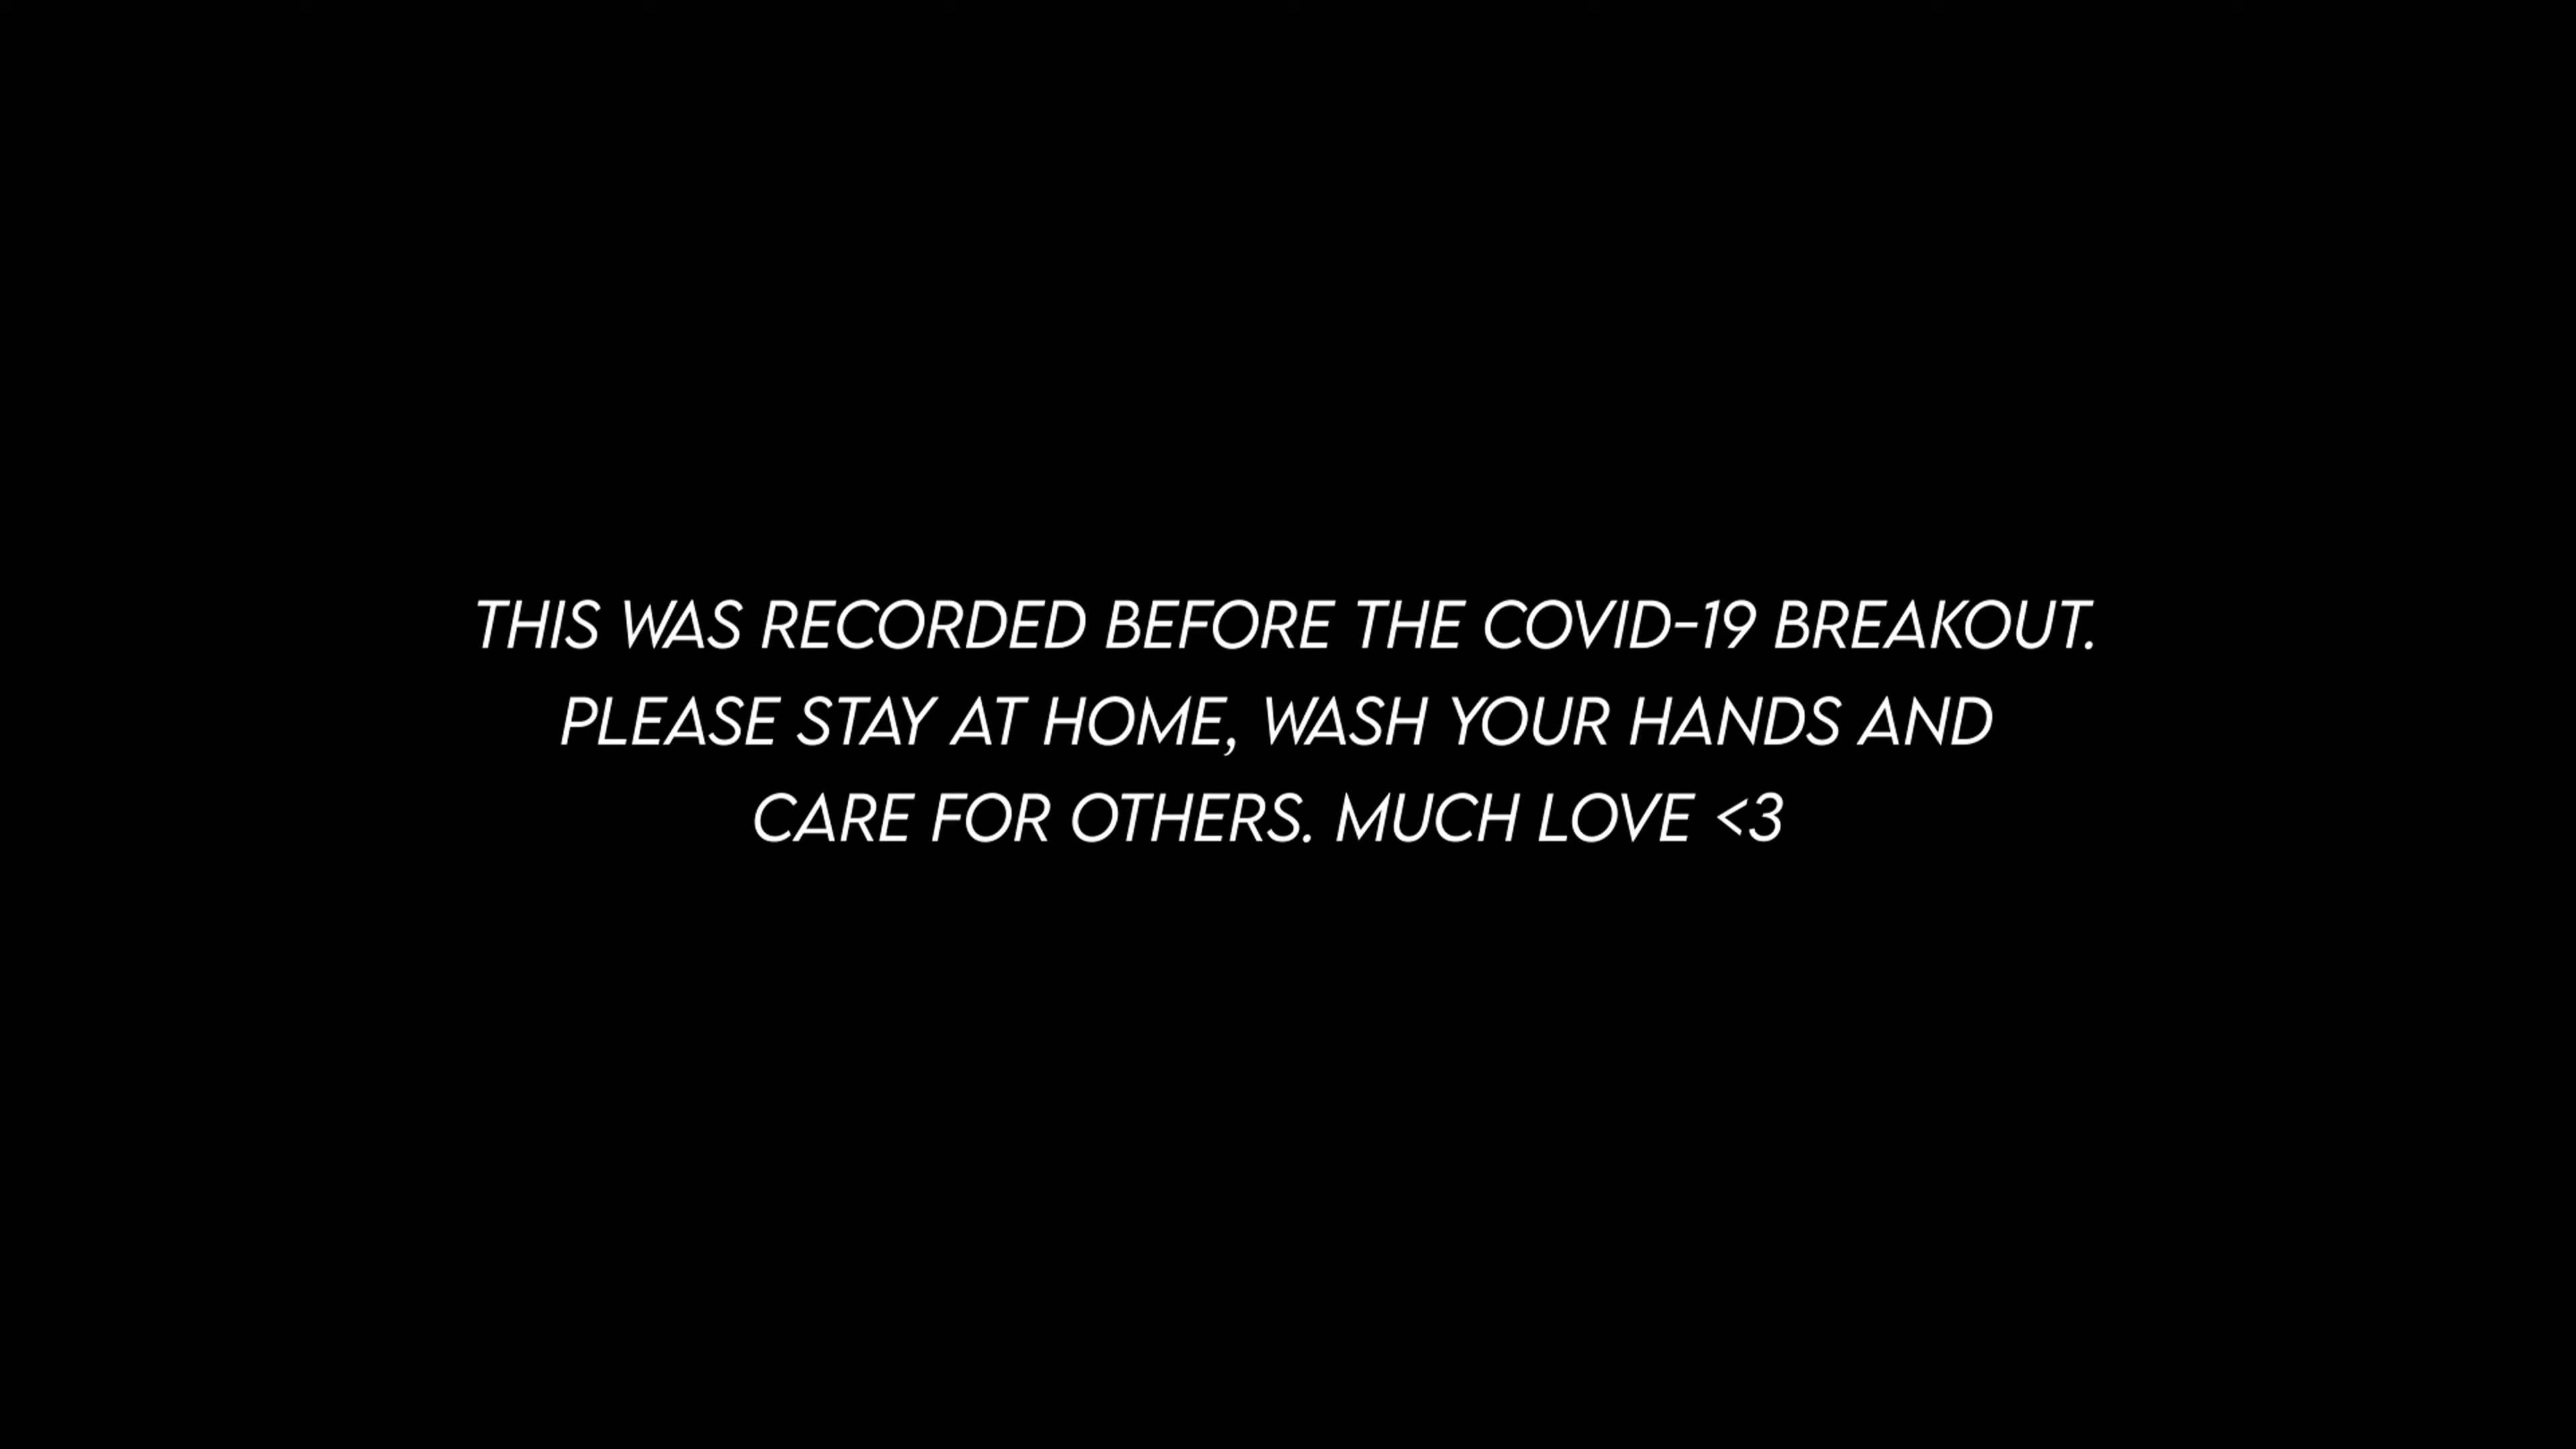 THIS WAS RECORDED BEFORE THE COVID-19 BREAKOUT.
PLEASE STAY AT HOME, WASH YOUR HANDS AND
CARE FOR OTHERS. MUCH LOVE <3